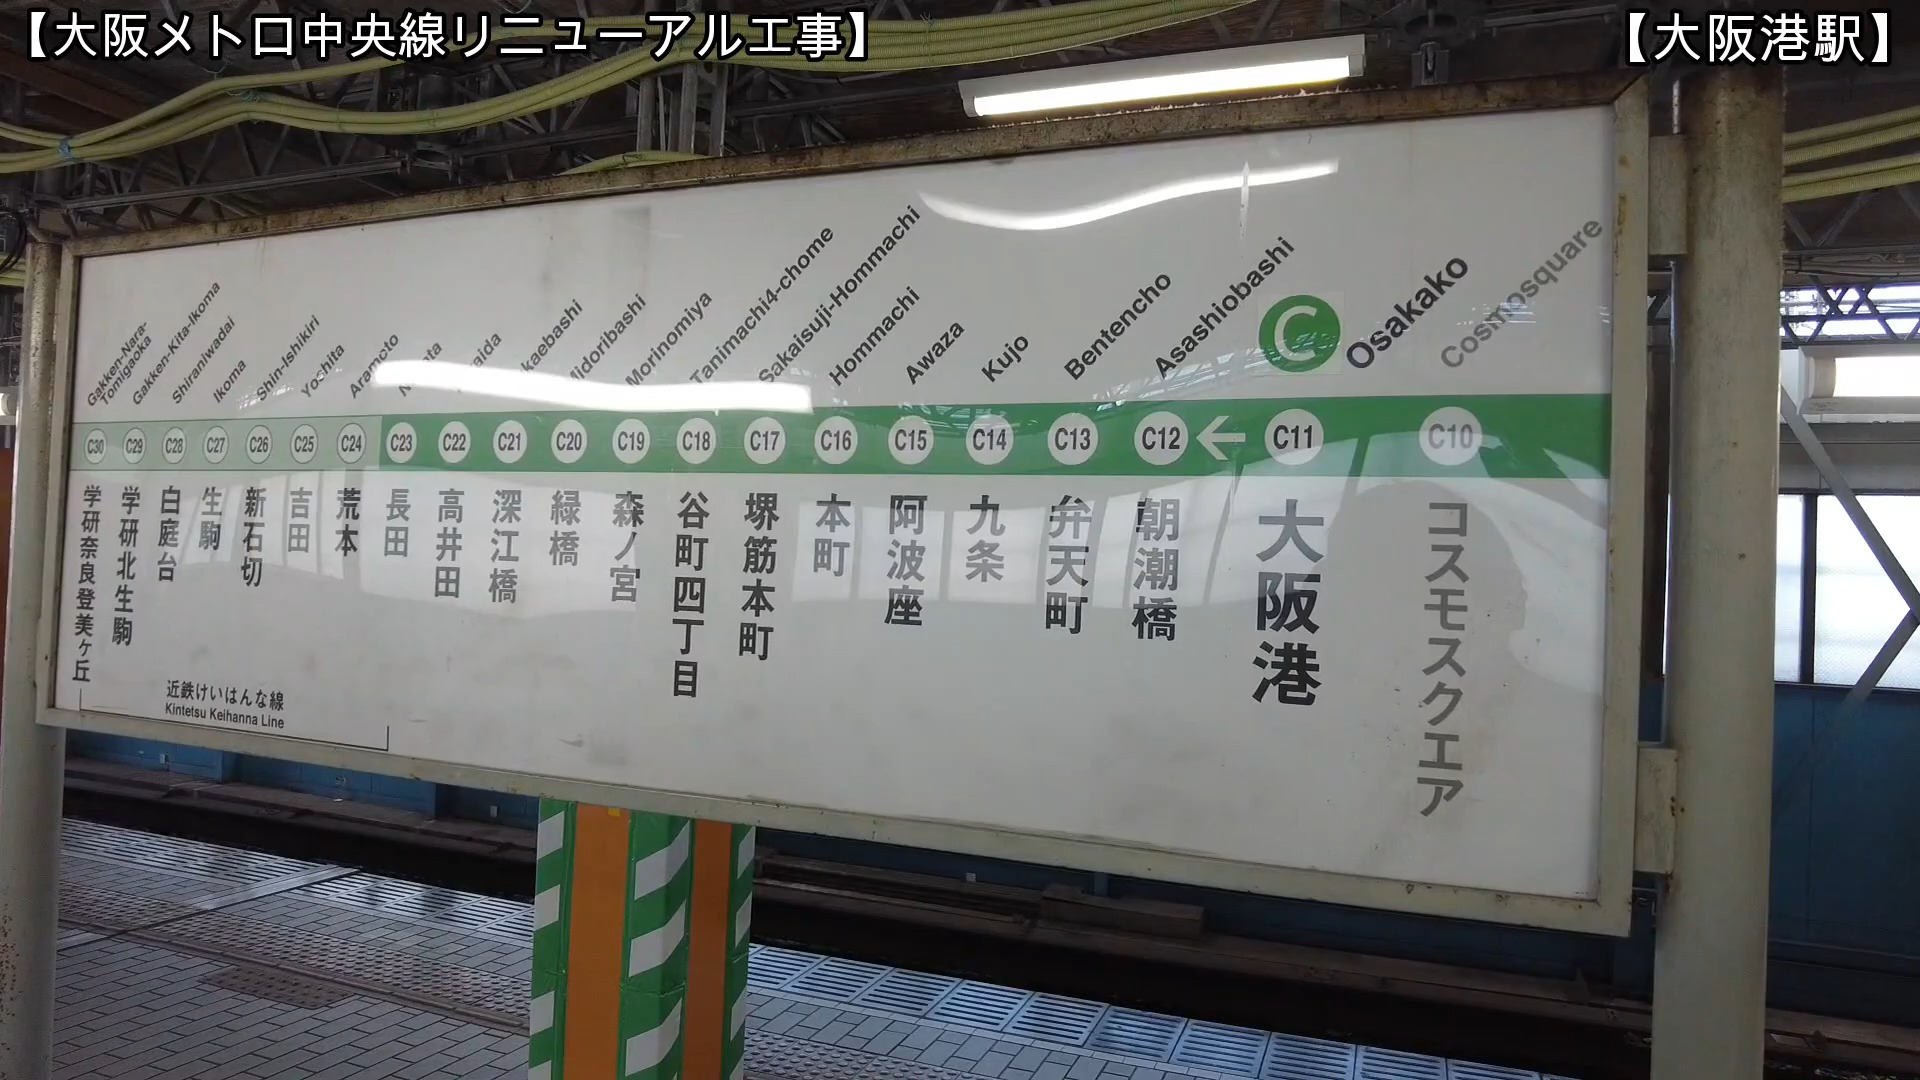 【大阪メトロ中央線リニューアル工事】
【大阪港駅】
Gakken-Nara-
Tomigaoka
Gakken-Kita-Ikoma
Shiraniwadai
Ikoma
Shin-Ishikiri
Yoshita
Aramoto
Morinomiya
Tanimachi4-chome
Sakaisuji-Hommachi
Hommachi
Awaza
Kujo
Bentencho
Asashiobashi
C
Osakako
Cosmosquare
C30 C29 C28 C27 C26 C25 C24 C23 C22 C21 C20 C19 C18 C17 C16 C15 C14 C13 C12 ← C11 C10
学研奈良登美ヶ丘
学研北生駒
白庭台
生駒
新石切
吉田
荒本
長田
高井田
深江橋
緑橋
森ノ宮
谷町四丁目
堺筋本町
本町
阿波座
九条
弁天町
朝潮橋
大阪港
コスモスクエア
近鉄けいはんな線
Kintetsu Keihanna Line